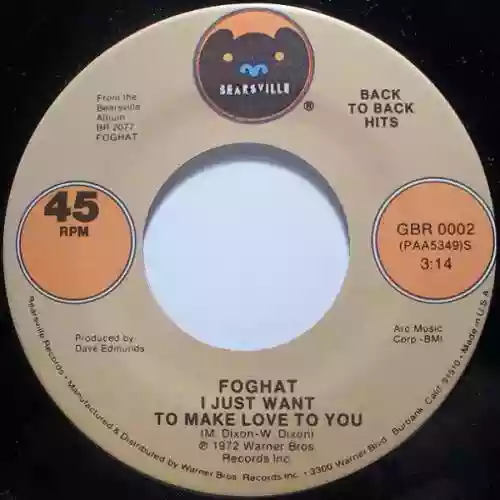 BEARSVILLE
®
From the
Bearsville
Album
BR 2077
FOGHAT
BACK
TO BACK
HITS
45
RPM
GBR 0002
(PAA5349)S
3:14
Produced by
Dave Edmunds
Arc Music
Corp -BMI
FOGHAT
I JUST WANT
TO MAKE LOVE TO YOU
(M. Dixon-W. Dixon)
℗ 1972 Warner Bros.
Records Inc.
Bearsville Records • Manufactured & Distributed by Warner Bros. Records Inc. • 3300 Warner Blvd. Burbank, Calif. 91510 • Made in U.S.A.